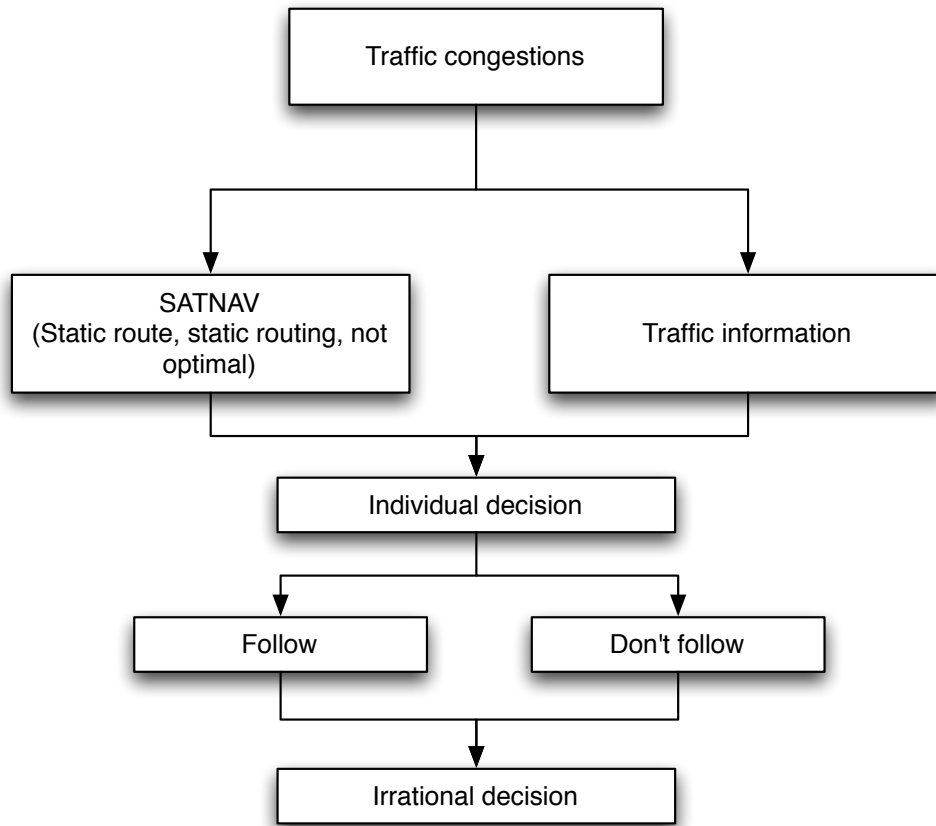 Traffic congestions
SATNAV
(Static route, static routing, not
optimal)
Traffic information
Individual decision
Follow
Don't follow
Irrational decision